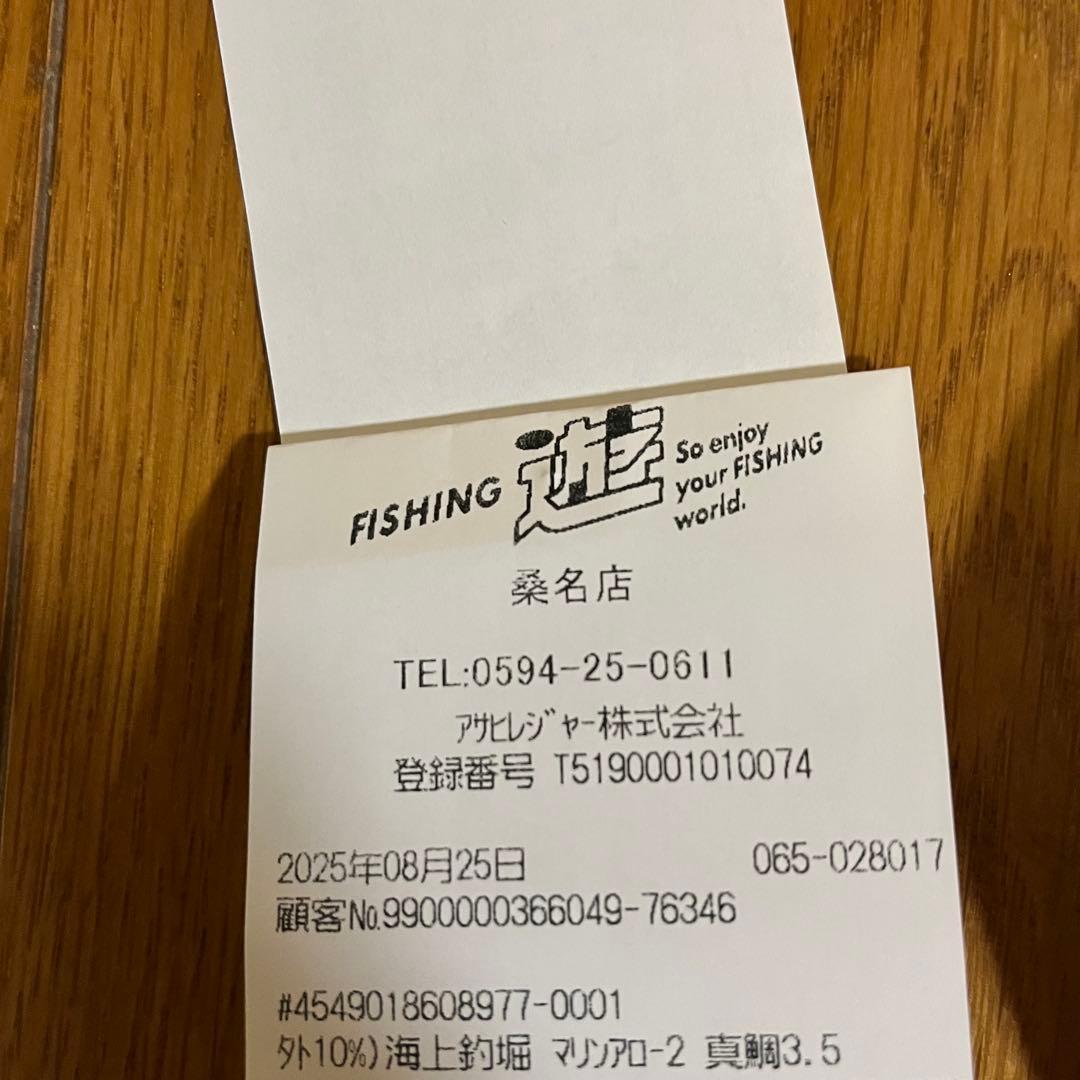 FISHING 遊 So enjoy
your FISHING
world.
桑名店
TEL:0594-25-0611
ｱｻﾋﾚｼﾞｬｰ株式会社
登録番号 T5190001010074
2025年08月25日 065-028017
顧客No.9900000366049-76346
#4549018608977-0001
外10%)海上釣堀 ﾏﾘﾝｱﾛｰ2 真鯛3.5